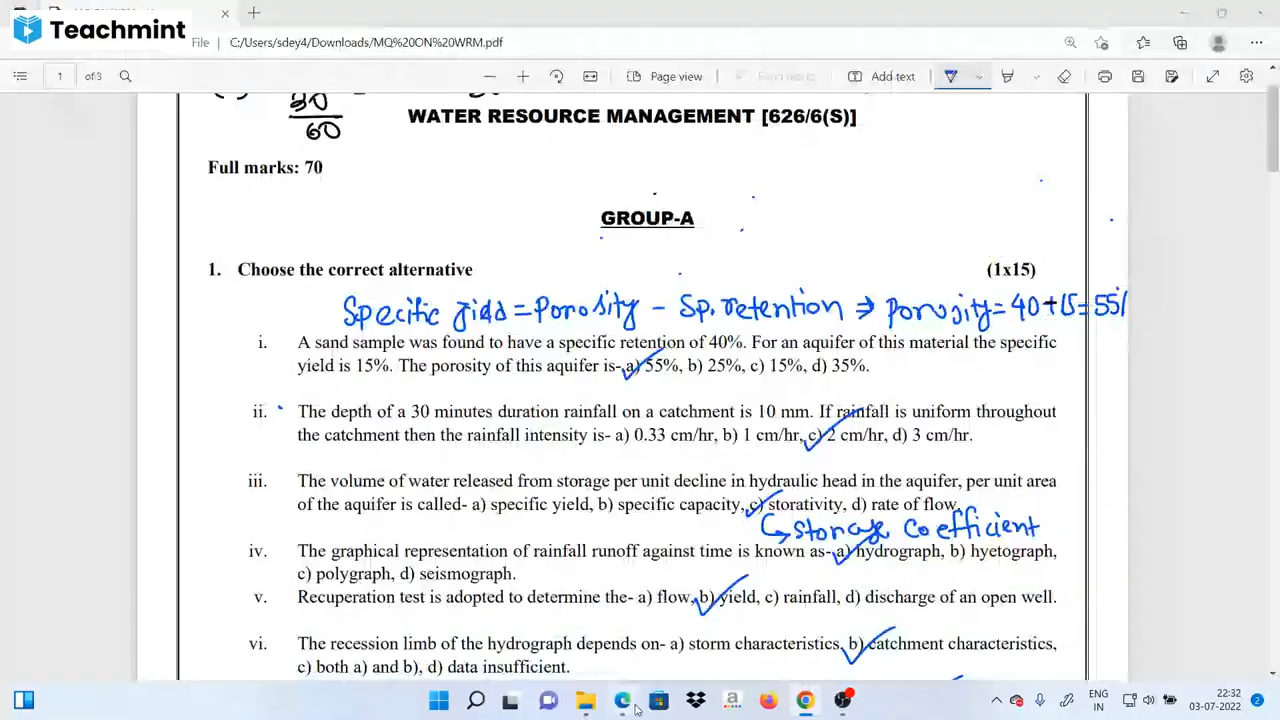 Teachmint
File C:/Users/sdey4/Downloads/MQ%20ON%20WRM.pdf
1 of 3 Page view Add text
30
60
WATER RESOURCE MANAGEMENT [626/6(S)]
Full marks: 70
GROUP-A
1. Choose the correct alternative (1x15)
Specific yield = Porosity - Sp. retention ⇒ Porosity = 40 + 15 = 55%
i. A sand sample was found to have a specific retention of 40%. For an aquifer of this material the specific
yield is 15%. The porosity of this aquifer is- a) 55%, b) 25%, c) 15%, d) 35%.
ii. The depth of a 30 minutes duration rainfall on a catchment is 10 mm. If rainfall is uniform throughout
the catchment then the rainfall intensity is- a) 0.33 cm/hr, b) 1 cm/hr, c) 2 cm/hr, d) 3 cm/hr.
iii. The volume of water released from storage per unit decline in hydraulic head in the aquifer, per unit area
of the aquifer is called- a) specific yield, b) specific capacity, c) storativity, d) rate of flow.
↳ storage coefficient
iv. The graphical representation of rainfall runoff against time is known as- a) hydrograph, b) hyetograph,
c) polygraph, d) seismograph.
v. Recuperation test is adopted to determine the- a) flow, b) yield, c) rainfall, d) discharge of an open well.
vi. The recession limb of the hydrograph depends on- a) storm characteristics, b) catchment characteristics,
c) both a) and b), d) data insufficient.
ENG
IN
22:32
03-07-2022
2